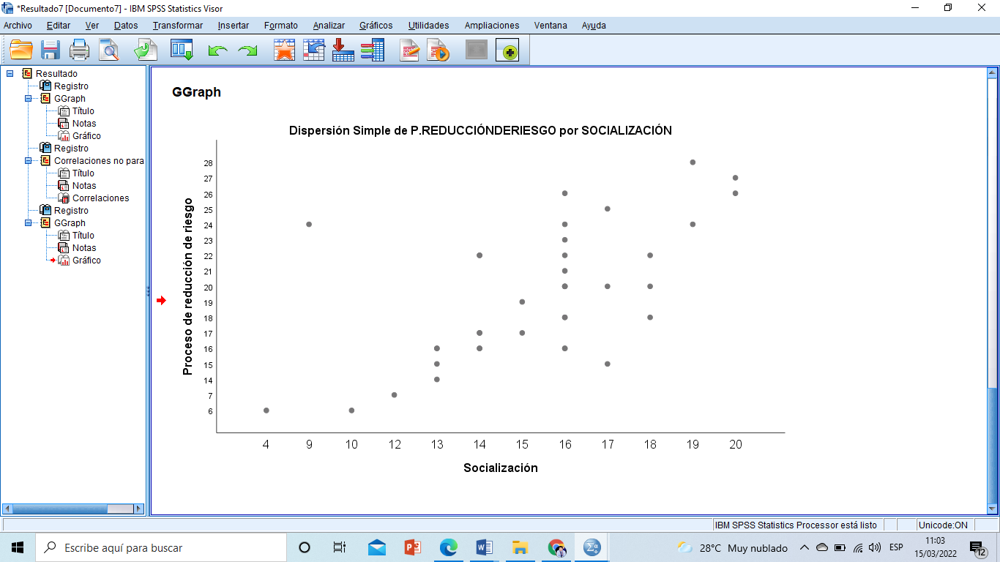 *Resultado7 [Documento7] - IBM SPSS Statistics Visor
Archivo Editar Ver Datos Transformar Insertar Formato Analizar Gráficos Utilidades Ampliaciones Ventana Ayuda
Resultado
Registro
GGraph
Título
Notas
Gráfico
Registro
Correlaciones no para
Título
Notas
Correlaciones
Registro
GGraph
Título
Notas
Gráfico
GGraph
Dispersión Simple de P.REDUCCIÓNDERIESGO por SOCIALIZACIÓN
Proceso de reducción de riesgo
28
27
26
25
24
23
22
21
20
19
18
17
16
15
14
7
6
4 9 10 12 13 14 15 16 17 18 19 20
Socialización
IBM SPSS Statistics Processor está listo
Unicode:ON
Escribe aquí para buscar
28°C Muy nublado
ESP
11:03
15/03/2022
12